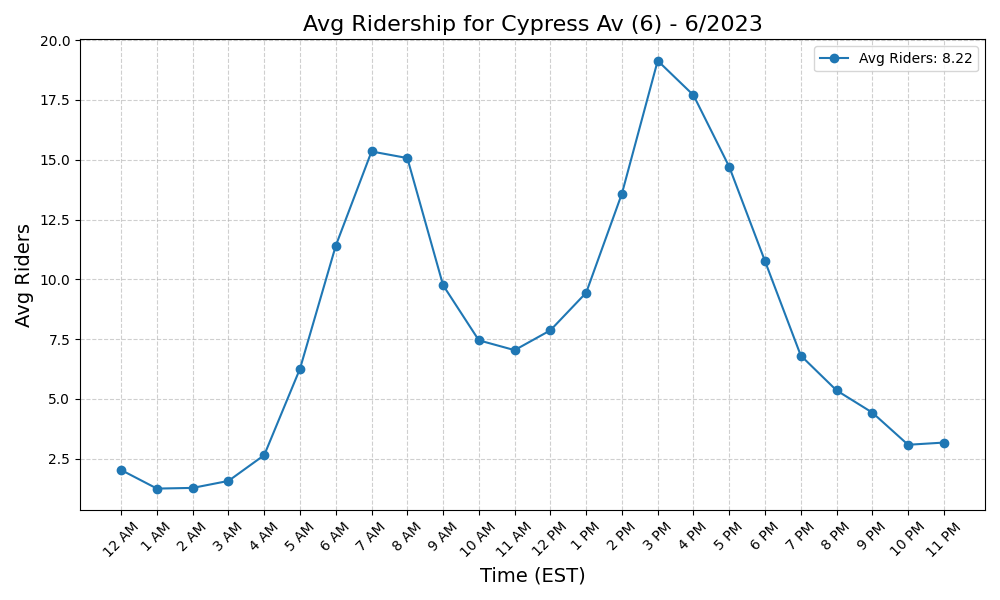 Avg Ridership for Cypress Av (6) - 6/2023
Avg Riders: 8.22
Avg Riders
20.0
17.5
15.0
12.5
10.0
7.5
5.0
2.5
12 AM
1 AM
2 AM
3 AM
4 AM
5 AM
6 AM
7 AM
8 AM
9 AM
10 AM
11 AM
12 PM
1 PM
2 PM
3 PM
4 PM
5 PM
6 PM
7 PM
8 PM
9 PM
10 PM
11 PM
Time (EST)